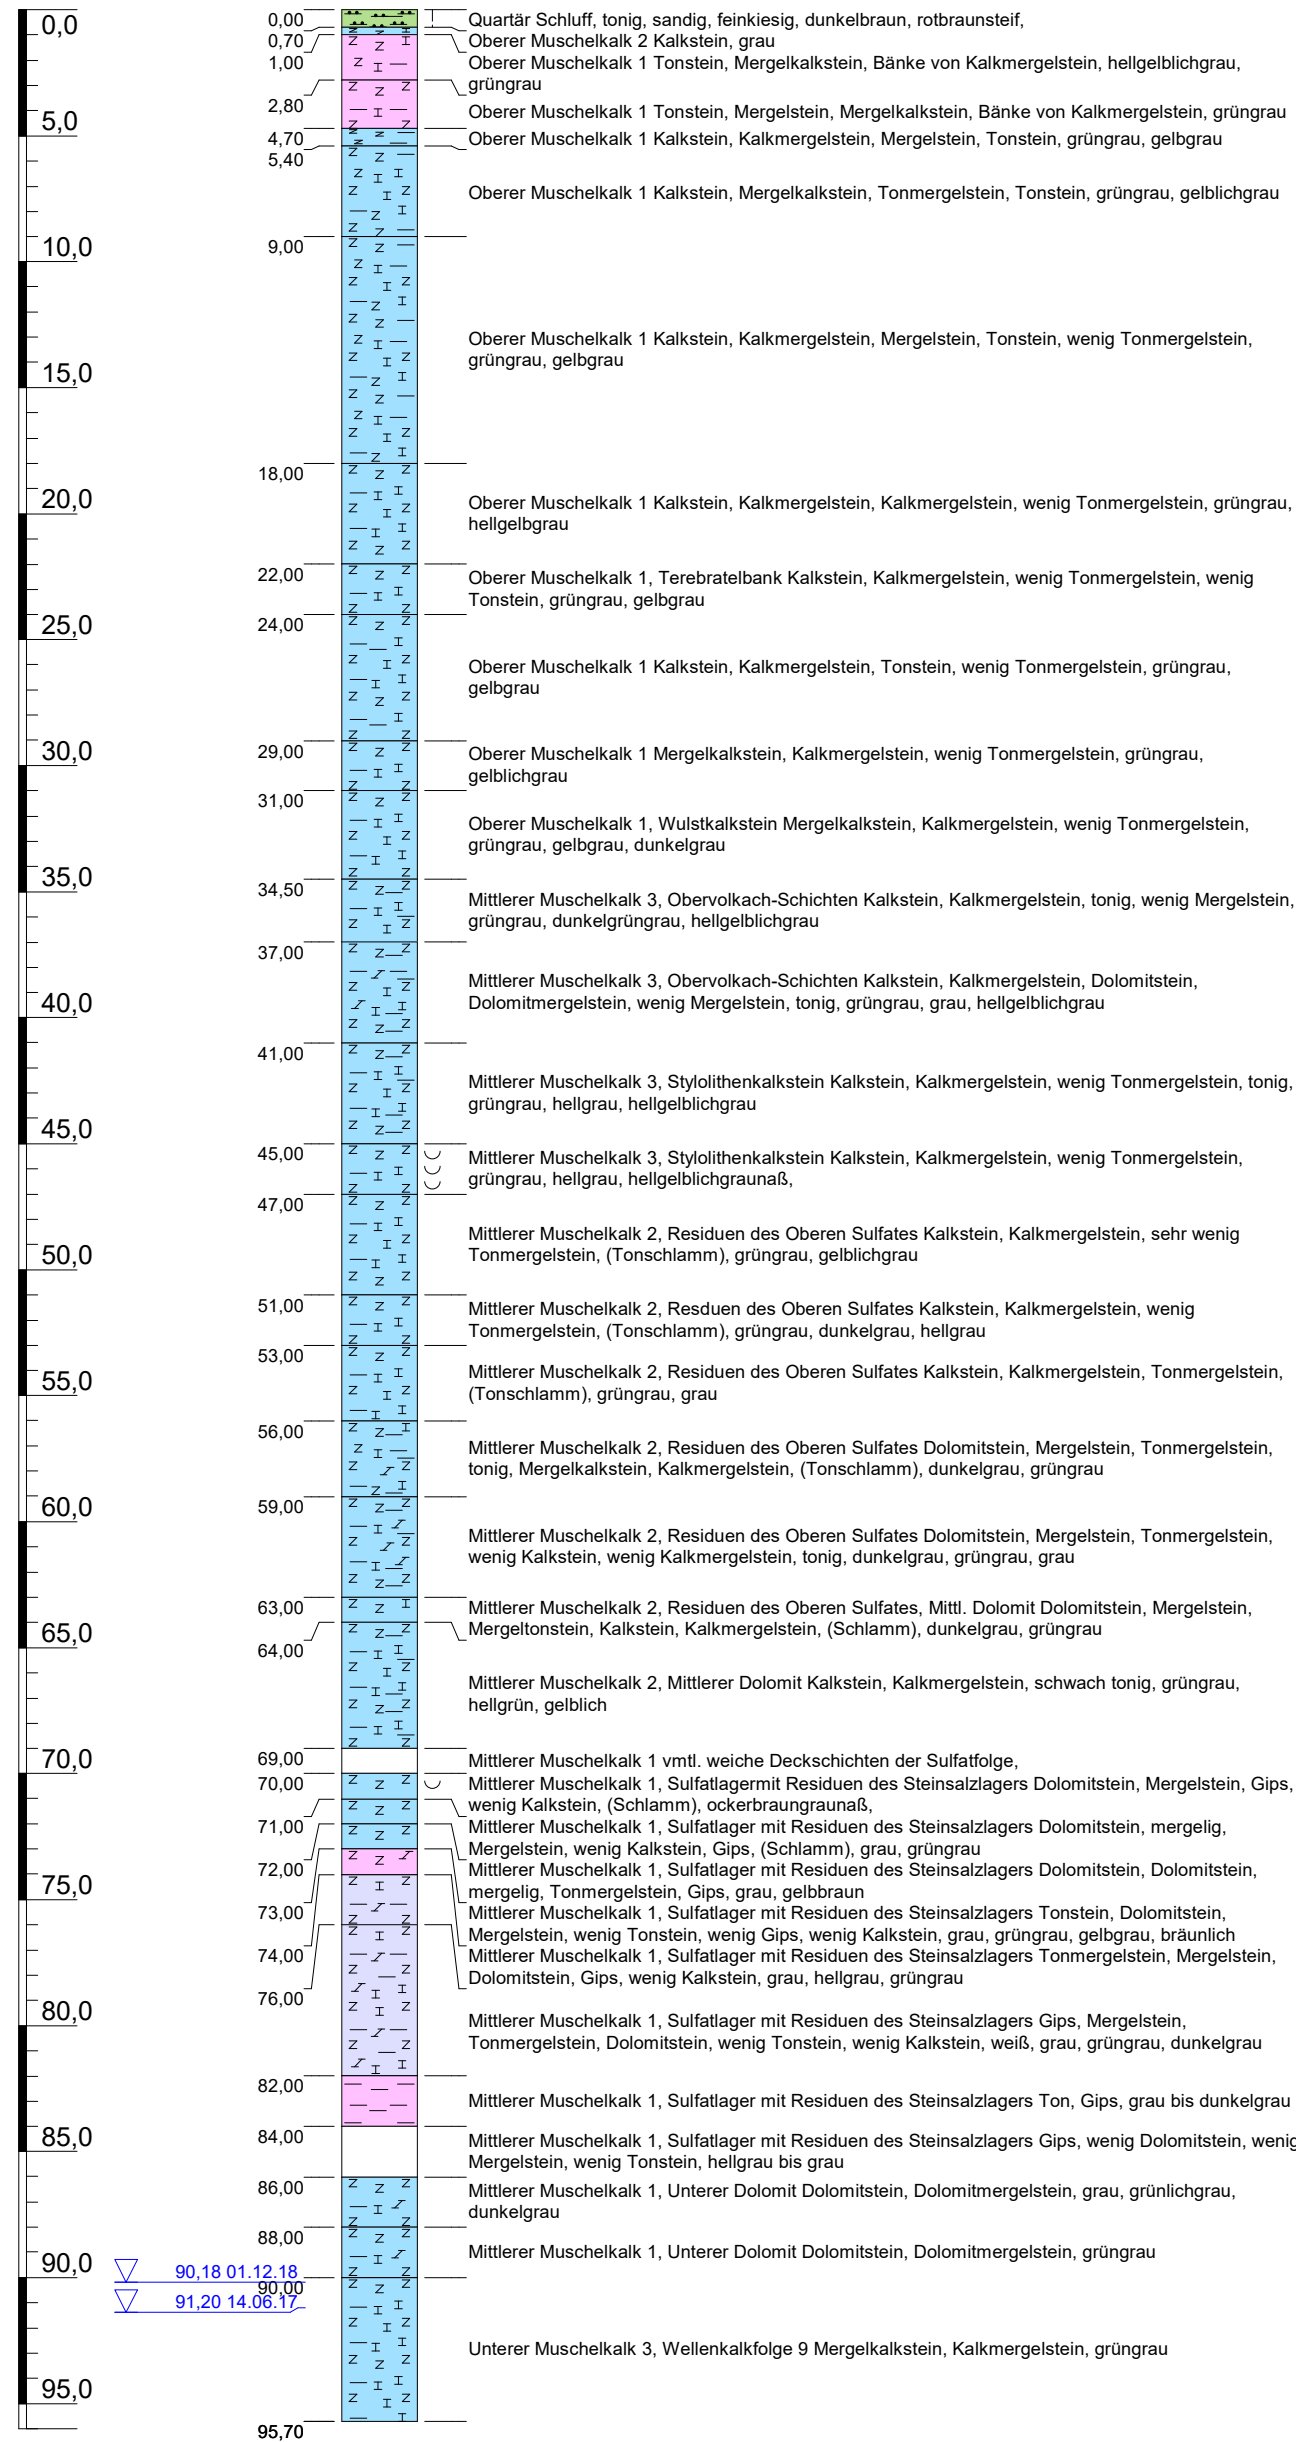 0,0
5,0
10,0
15,0
20,0
25,0
30,0
35,0
40,0
45,0
50,0
55,0
60,0
65,0
70,0
75,0
80,0
85,0
90,0
95,0
0,00
Quartär Schluff, tonig, sandig, feinkiesig, dunkelbraun, rotbraunsteif,
0,70
Oberer Muschelkalk 2 Kalkstein, grau
1,00
Oberer Muschelkalk 1 Tonstein, Mergelkalkstein, Bänke von Kalkmergelstein, hellgelblichgrau,
grüngrau
2,80
Oberer Muschelkalk 1 Tonstein, Mergelstein, Mergelkalkstein, Bänke von Kalkmergelstein, grüngrau
4,70
Oberer Muschelkalk 1 Kalkstein, Kalkmergelstein, Mergelstein, Tonstein, grüngrau, gelbgrau
5,40
Oberer Muschelkalk 1 Kalkstein, Mergelkalkstein, Tonmergelstein, Tonstein, grüngrau, gelblichgrau
9,00
Oberer Muschelkalk 1 Kalkstein, Kalkmergelstein, Mergelstein, Tonstein, wenig Tonmergelstein,
grüngrau, gelbgrau
18,00
Oberer Muschelkalk 1 Kalkstein, Kalkmergelstein, Kalkmergelstein, wenig Tonmergelstein, grüngrau,
hellgelbgrau
22,00
Oberer Muschelkalk 1, Terebratelbank Kalkstein, Kalkmergelstein, wenig Tonmergelstein, wenig
Tonstein, grüngrau, gelbgrau
24,00
Oberer Muschelkalk 1 Kalkstein, Kalkmergelstein, Tonstein, wenig Tonmergelstein, grüngrau,
gelbgrau
29,00
Oberer Muschelkalk 1 Mergelkalkstein, Kalkmergelstein, wenig Tonmergelstein, grüngrau,
gelblichgrau
31,00
Oberer Muschelkalk 1, Wulstkalkstein Mergelkalkstein, Kalkmergelstein, wenig Tonmergelstein,
grüngrau, gelbgrau, dunkelgrau
34,50
Mittlerer Muschelkalk 3, Obervolkach-Schichten Kalkstein, Kalkmergelstein, tonig, wenig Mergelstein,
grüngrau, dunkelgrüngrau, hellgelblichgrau
37,00
Mittlerer Muschelkalk 3, Obervolkach-Schichten Kalkstein, Kalkmergelstein, Dolomitstein,
Dolomitmergelstein, wenig Mergelstein, tonig, grüngrau, grau, hellgelblichgrau
41,00
Mittlerer Muschelkalk 3, Stylolithenkalkstein Kalkstein, Kalkmergelstein, wenig Tonmergelstein, tonig,
grüngrau, hellgrau, hellgelblichgrau
45,00
Mittlerer Muschelkalk 3, Stylolithenkalkstein Kalkstein, Kalkmergelstein, wenig Tonmergelstein,
grüngrau, hellgrau, hellgelblichgraunaß,
47,00
Mittlerer Muschelkalk 2, Residuen des Oberen Sulfates Kalkstein, Kalkmergelstein, sehr wenig
Tonmergelstein, (Tonschlamm), grüngrau, gelblichgrau
51,00
Mittlerer Muschelkalk 2, Resduen des Oberen Sulfates Kalkstein, Kalkmergelstein, wenig
Tonmergelstein, (Tonschlamm), grüngrau, dunkelgrau, hellgrau
53,00
Mittlerer Muschelkalk 2, Residuen des Oberen Sulfates Kalkstein, Kalkmergelstein, Tonmergelstein,
(Tonschlamm), grüngrau, grau
56,00
Mittlerer Muschelkalk 2, Residuen des Oberen Sulfates Dolomitstein, Mergelstein, Tonmergelstein,
tonig, Mergelkalkstein, Kalkmergelstein, (Tonschlamm), dunkelgrau, grüngrau
59,00
Mittlerer Muschelkalk 2, Residuen des Oberen Sulfates Dolomitstein, Mergelstein, Tonmergelstein,
wenig Kalkstein, wenig Kalkmergelstein, tonig, dunkelgrau, grüngrau, grau
63,00
Mittlerer Muschelkalk 2, Residuen des Oberen Sulfates, Mittl. Dolomit Dolomitstein, Mergelstein,
Mergeltonstein, Kalkstein, Kalkmergelstein, (Schlamm), dunkelgrau, grüngrau
64,00
Mittlerer Muschelkalk 2, Mittlerer Dolomit Kalkstein, Kalkmergelstein, schwach tonig, grüngrau,
hellgrün, gelblich
69,00
Mittlerer Muschelkalk 1 vmtl. weiche Deckschichten der Sulfatfolge,
70,00
Mittlerer Muschelkalk 1, Sulfatlagermit Residuen des Steinsalzlagers Dolomitstein, Mergelstein, Gips,
wenig Kalkstein, (Schlamm), ockerbraungraunaß,
71,00
Mittlerer Muschelkalk 1, Sulfatlager mit Residuen des Steinsalzlagers Dolomitstein, mergelig,
Mergelstein, wenig Kalkstein, Gips, (Schlamm), grau, grüngrau
72,00
Mittlerer Muschelkalk 1, Sulfatlager mit Residuen des Steinsalzlagers Dolomitstein, Dolomitstein,
mergelig, Tonmergelstein, Gips, grau, gelbbraun
73,00
Mittlerer Muschelkalk 1, Sulfatlager mit Residuen des Steinsalzlagers Tonstein, Dolomitstein,
Mergelstein, wenig Tonstein, wenig Gips, wenig Kalkstein, grau, grüngrau, gelbgrau, bräunlich
74,00
Mittlerer Muschelkalk 1, Sulfatlager mit Residuen des Steinsalzlagers Tonmergelstein, Mergelstein,
Dolomitstein, Gips, wenig Kalkstein, grau, hellgrau, grüngrau
76,00
Mittlerer Muschelkalk 1, Sulfatlager mit Residuen des Steinsalzlagers Gips, Mergelstein,
Tonmergelstein, Dolomitstein, wenig Tonstein, wenig Kalkstein, weiß, grau, grüngrau, dunkelgrau
82,00
Mittlerer Muschelkalk 1, Sulfatlager mit Residuen des Steinsalzlagers Ton, Gips, grau bis dunkelgrau
84,00
Mittlerer Muschelkalk 1, Sulfatlager mit Residuen des Steinsalzlagers Gips, wenig Dolomitstein, wenig
Mergelstein, wenig Tonstein, hellgrau bis grau
86,00
Mittlerer Muschelkalk 1, Unterer Dolomit Dolomitstein, Dolomitmergelstein, grau, grünlichgrau,
dunkelgrau
88,00
Mittlerer Muschelkalk 1, Unterer Dolomit Dolomitstein, Dolomitmergelstein, grüngrau
90,18 01.12.18
90,00
91,20 14.06.17
Unterer Muschelkalk 3, Wellenkalkfolge 9 Mergelkalkstein, Kalkmergelstein, grüngrau
95,70